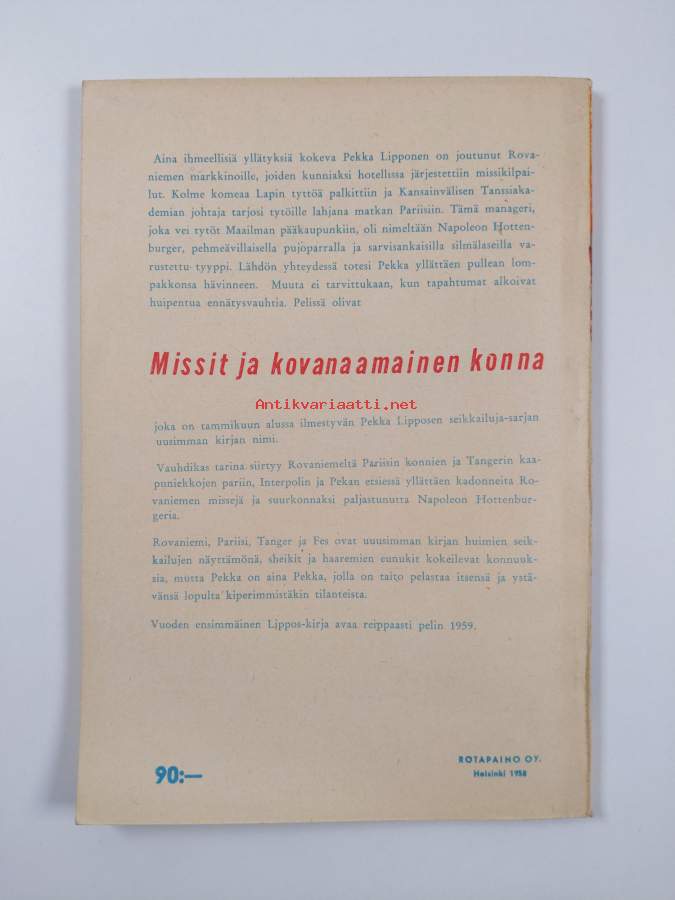 Aina ihmeellisiä yllätyksiä kokeva Pekka Lipponen on joutunut Rova-
niemen markkinoille, joiden kunniaksi hotellissa järjestettiin missikilpai-
lut. Kolme komeaa Lapin tyttöä palkittiin ja Kansainvälisen Tanssiaka-
demian johtaja tarjosi tytöille lahjana matkan Pariisiin. Tämä manageri,
joka vei tytöt Maailman pääkaupunkiin, oli nimeltään Napoleon Hotten-
burger, pehmeävillaisella pujoparralla ja sarvisankaisilla silmälaseilla va-
rustettu tyyppi. Lähdön yhteydessä totesi Pekka yllättäen pullean lom-
pakkonsa hävinneen. Muuta ei tarvittukaan, kun tapahtumat alkoivat
huipentua ennätysvauhtia. Pelissä olivat
Missit ja kovanaamainen konna
Antikvariaatti.net
joka on tammikuun alussa ilmestyvän Pekka Lipposen seikkailuja-sarjan
uusimman kirjan nimi.
Vauhdikas tarina siirtyy Rovaniemeltä Pariisin konnien ja Tangerin kaa-
puniekkojen pariin, Interpolin ja Pekan etsiessä yllättäen kadonneita Ro-
vaniemen missejä ja suurkonnaksi paljastunutta Napoleon Hottenbur-
geria.
Rovaniemi, Pariisi, Tanger ja Fes ovat uuusimman kirjan huimien seik-
kailujen näyttämönä, sheikit ja haaremien eunukit kokeilevat konnuuk-
sia, mutta Pekka on aina Pekka, jolla on taito pelastaa itsensä ja ystä-
vänsä lopulta kiperimmistäkin tilanteista.
Vuoden ensimmäinen Lippos-kirja avaa reippaasti pelin 1959.
90:—
ROTAPAINO OY.
Helsinki 1958